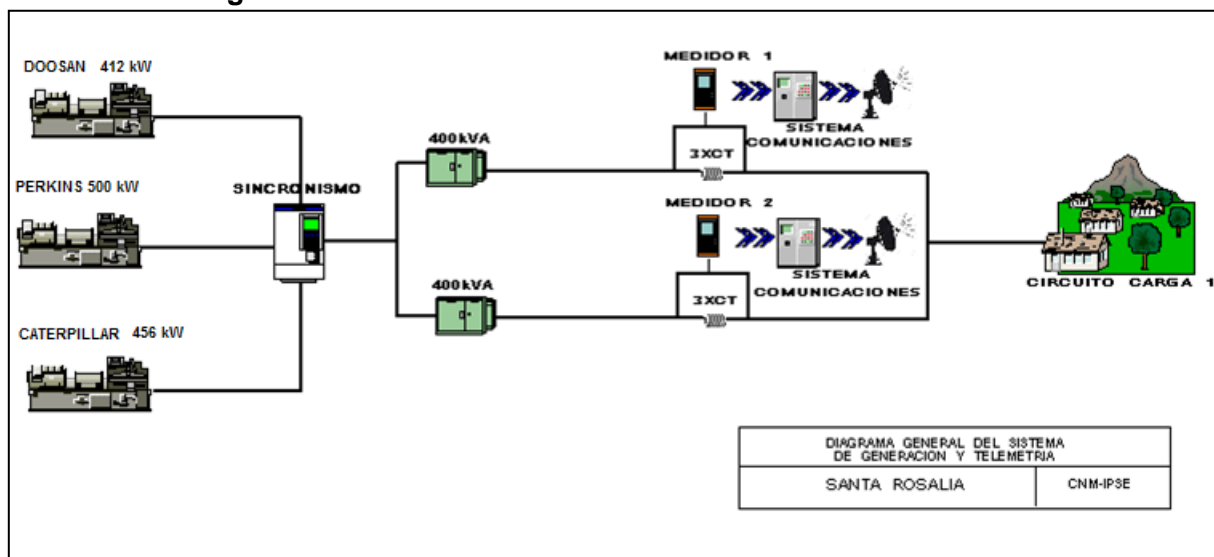 DOOSAN 412 kW
PERKINS 500 kW
CATERPILLAR 456 kW
SINCRONISMO
400kVA
400kVA
MEDIDOR 1
3XCT
SISTEMA
COMUNICACIONES
MEDIDOR 2
3XCT
SISTEMA
COMUNICACIONES
CIRCUITO CARGA 1
DIAGRAMA GENERAL DEL SISTEMA
DE GENERACION Y TELEMETRIA
SANTA ROSALIA
CNM-IPSE